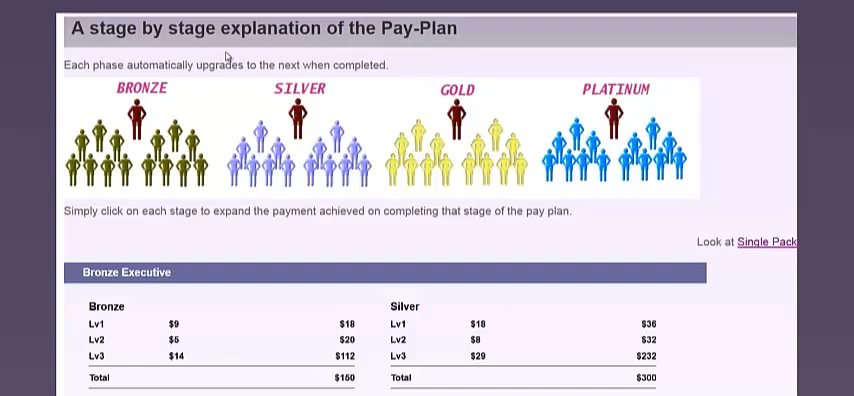 A stage by stage explanation of the Pay-Plan
Each phase automatically upgrades to the next when completed.
BRONZE SILVER GOLD PLATINUM
Simply click on each stage to expand the payment achieved on completing that stage of the pay plan.
Look at Single Pack
Bronze Executive
Bronze Silver
Lv1 $9 $18 Lv1 $18 $36
Lv2 $5 $20 Lv2 $8 $32
Lv3 $14 $112 Lv3 $29 $232
Total $150 Total $300